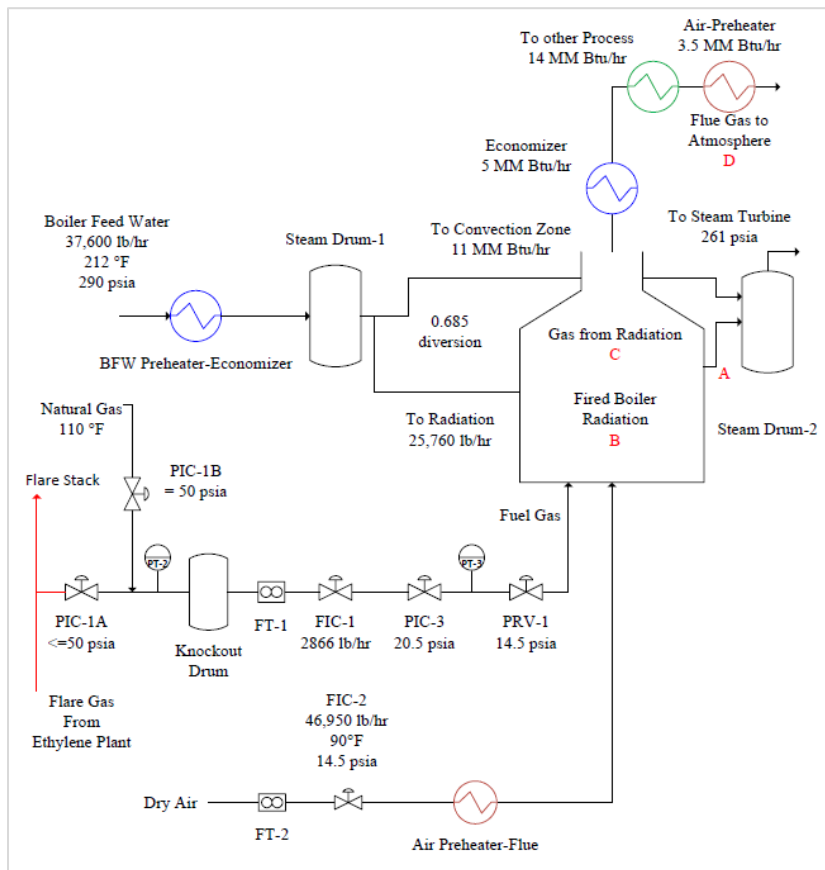 To other Process
14 MM Btu/hr
Air-Preheater
3.5 MM Btu/hr
Flue Gas to
Atmosphere
D
Economizer
5 MM Btu/hr
To Steam Turbine
261 psia
Boiler Feed Water
37,600 lb/hr
212 °F
290 psia
Steam Drum-1
To Convection Zone
11 MM Btu/hr
0.685
diversion
Gas from Radiation
C
BFW Preheater-Economizer
A
Fired Boiler
Radiation
B
To Radiation
25,760 lb/hr
Steam Drum-2
Natural Gas
110 °F
PIC-1B
= 50 psia
Flare Stack
Fuel Gas
PT-2
PT-3
PIC-1A
<=50 psia
Knockout
Drum
FT-1
FIC-1
2866 lb/hr
PIC-3
20.5 psia
PRV-1
14.5 psia
Flare Gas
From
Ethylene Plant
FIC-2
46,950 lb/hr
90°F
14.5 psia
Dry Air
FT-2
Air Preheater-Flue